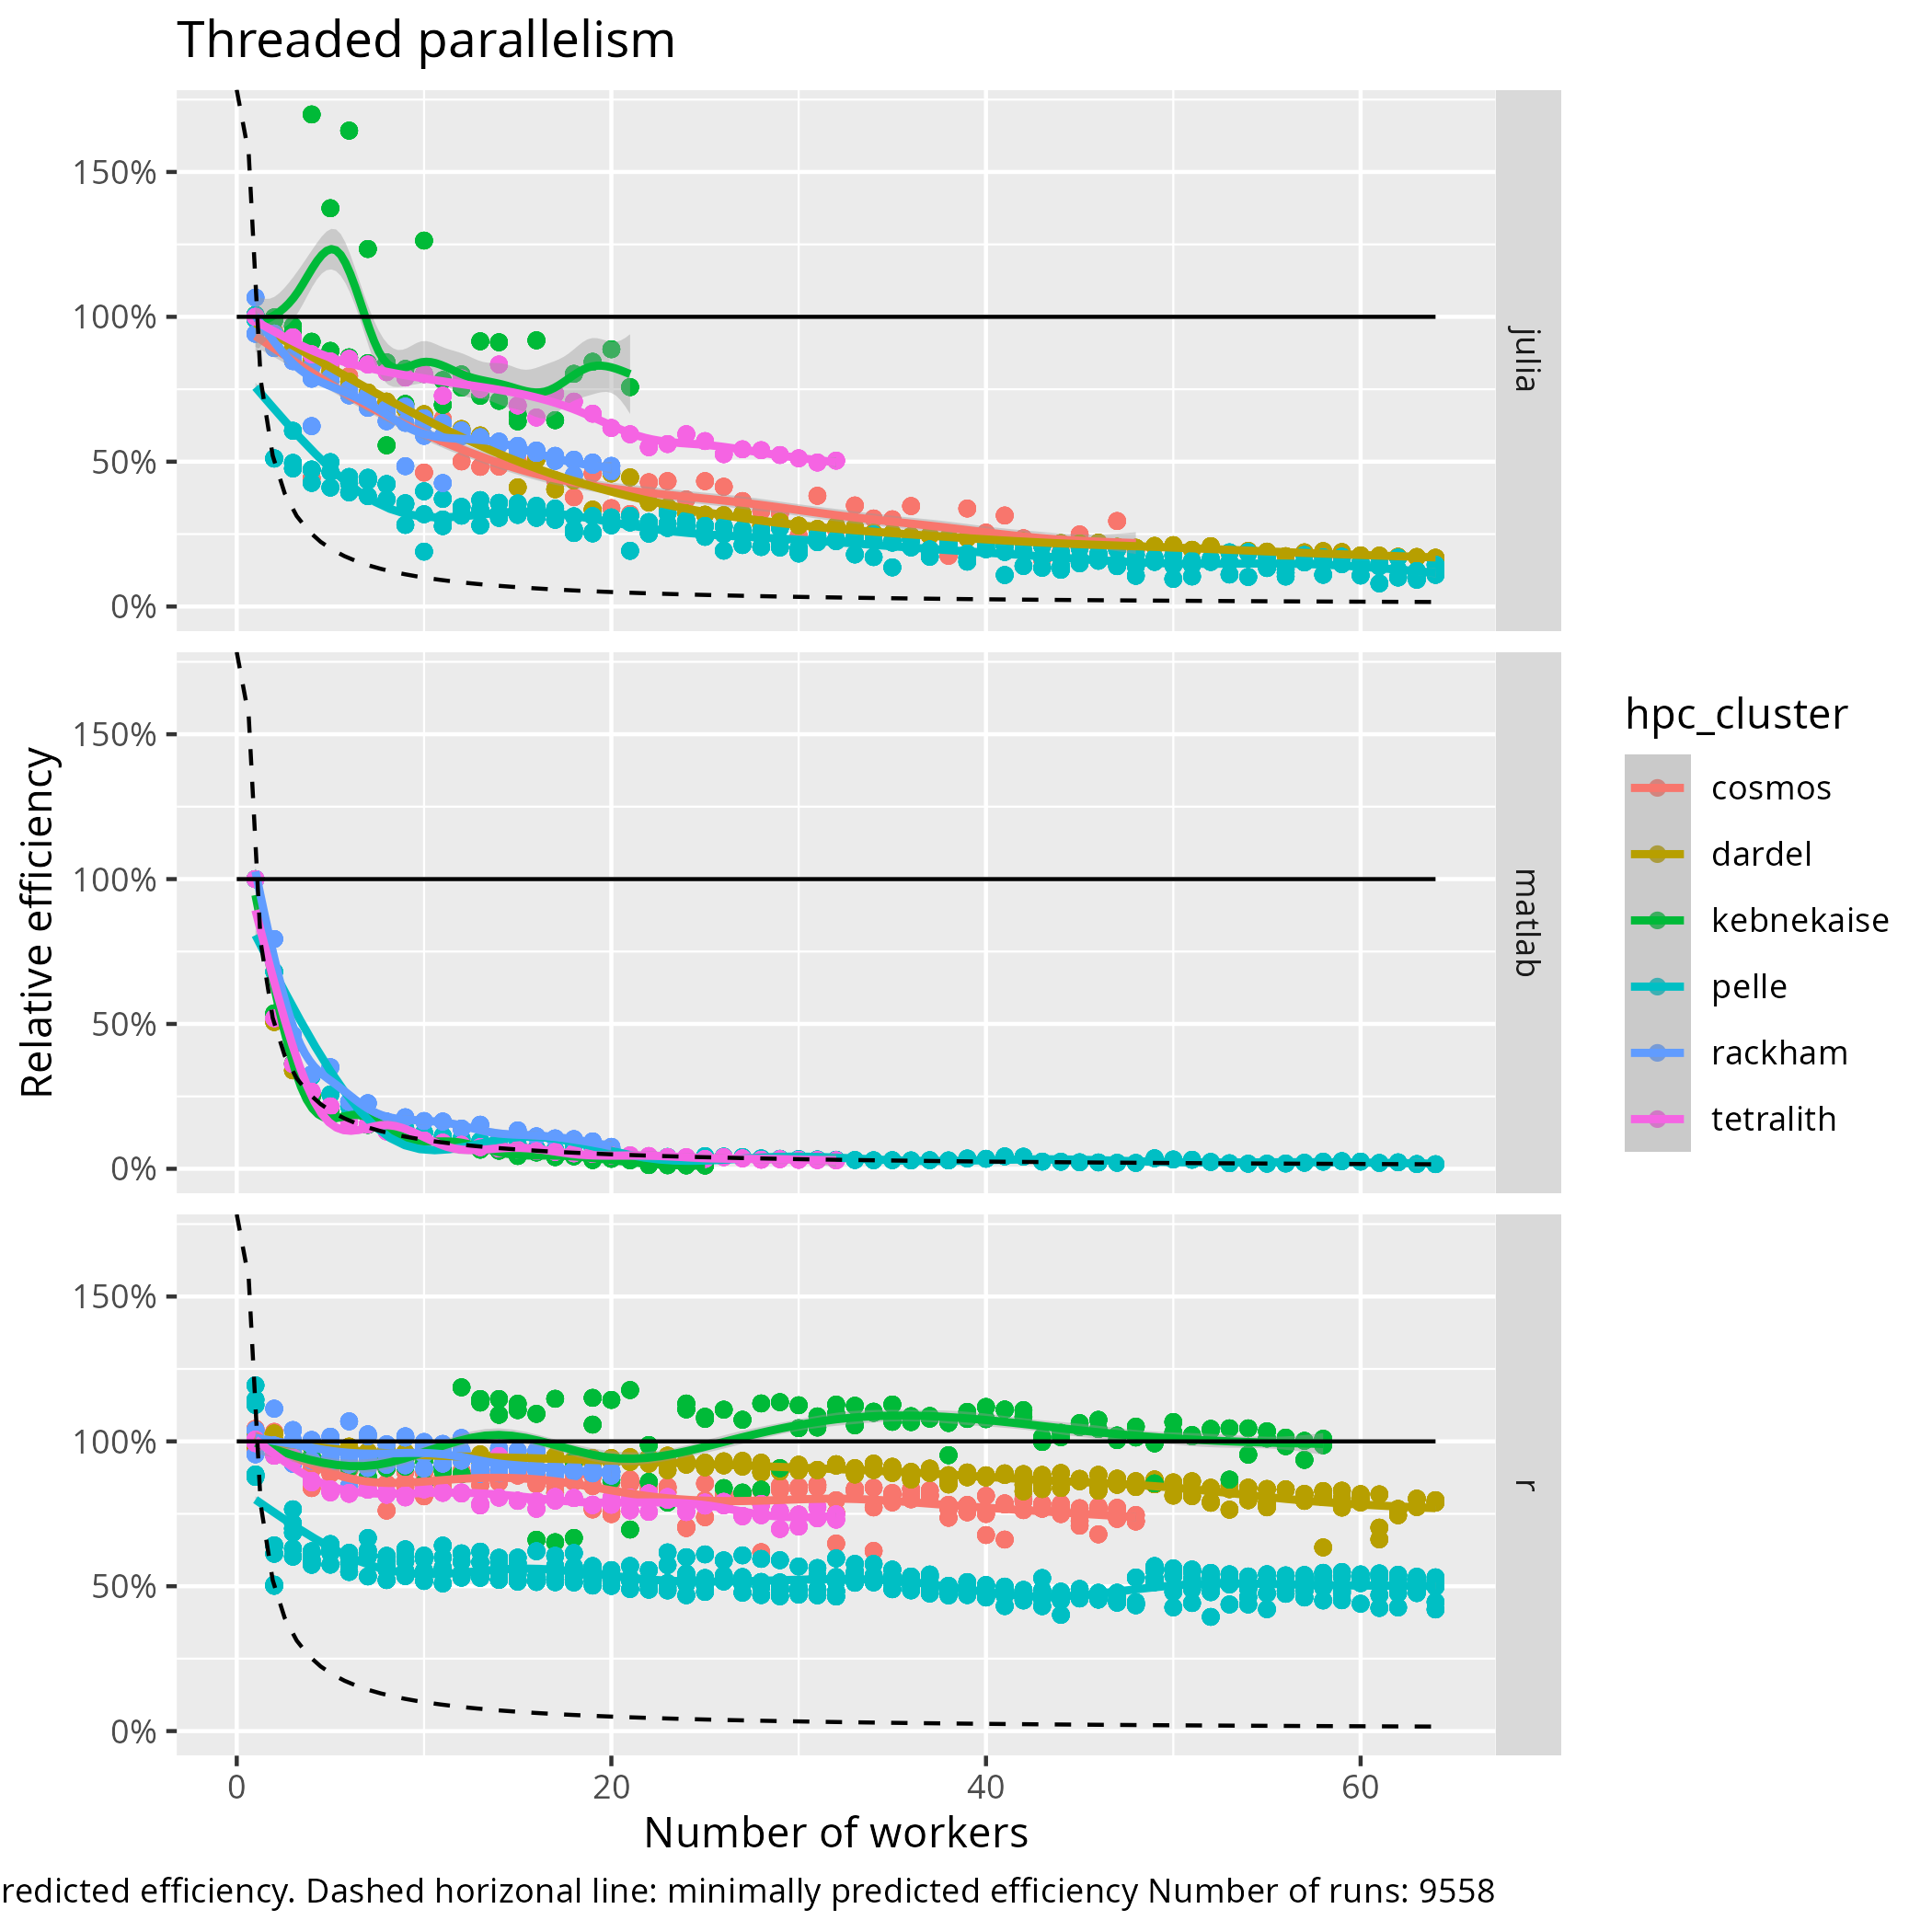 Threaded parallelism
150%
100%
50%
0%
julia
150%
100%
50%
0%
matlab
150%
100%
50%
0%
r
Relative efficiency
0 20 40 60
Number of workers
hpc_cluster
cosmos
dardel
kebnekaise
pelle
rackham
tetralith
efficiency. Dashed horizonal line: minimally predicted efficiency Number of runs: 9558